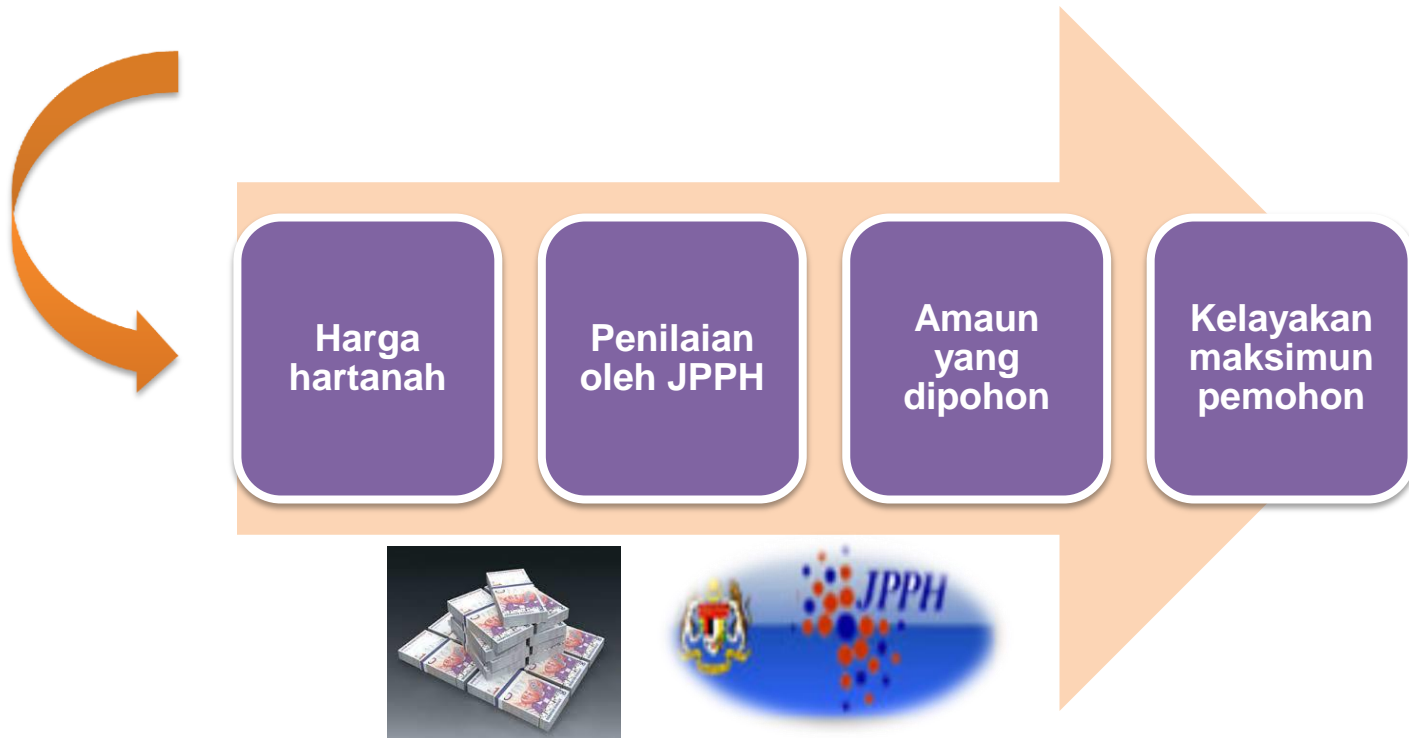 Harga
hartanah
Penilaian
oleh JPPH
Amaun
yang
dipohon
Kelayakan
maksimun
pemohon
JPPH